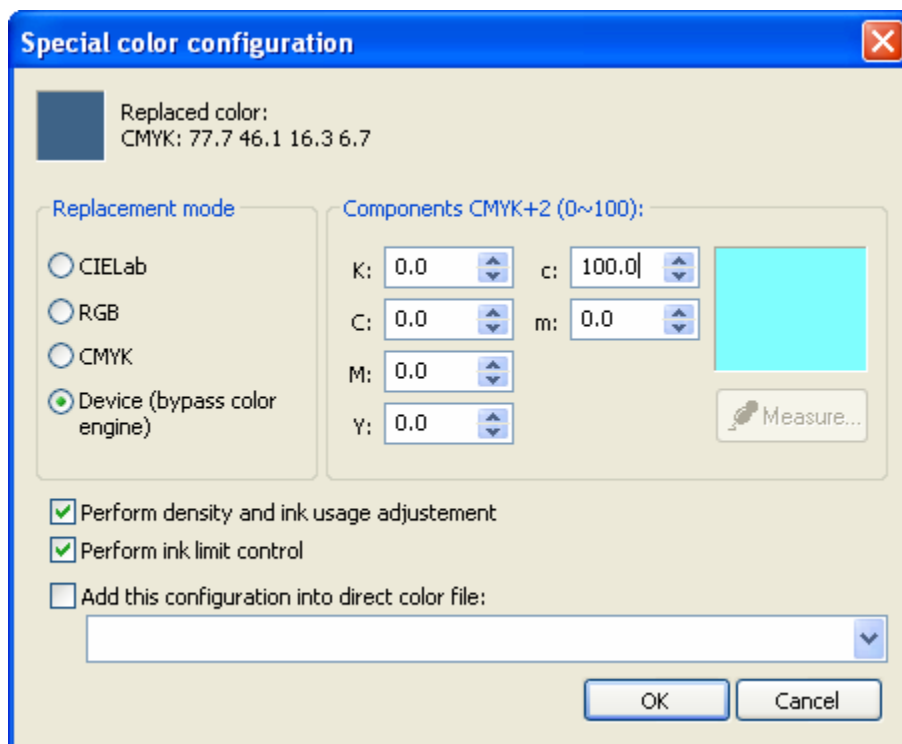 Special color configuration
Replaced color:
CMYK: 77.7 46.1 16.3 6.7
Replacement mode
CIELab
RGB
CMYK
Device (bypass color
engine)
Components CMYK+2 (0~100):
K: 0.0 c: 100.0
C: 0.0 m: 0.0
M: 0.0
Y: 0.0
Measure...
Perform density and ink usage adjustement
Perform ink limit control
Add this configuration into direct color file:
OK Cancel